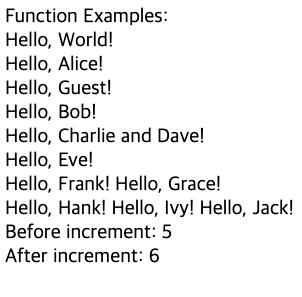 Function Examples:
Hello, World!
Hello, Alice!
Hello, Guest!
Hello, Bob!
Hello, Charlie and Dave!
Hello, Eve!
Hello, Frank! Hello, Grace!
Hello, Hank! Hello, Ivy! Hello, Jack!
Before increment: 5
After increment: 6